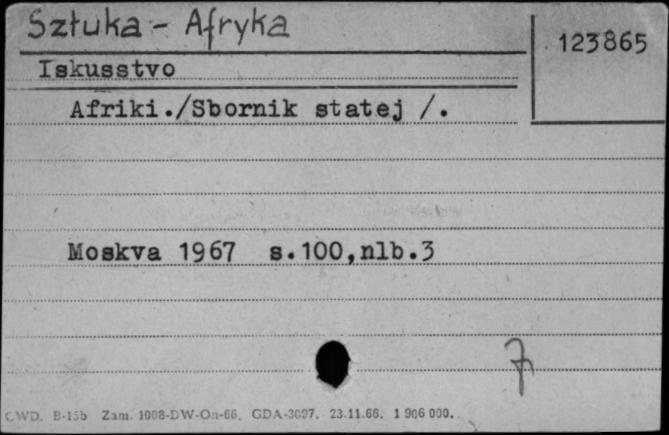 Sztuka - Afryka
123865
Iskusstvo
Afriki./Sbornik statej /.
Moskva 1967 s.100,nlb.3
CWD. B-15b Zam. 1008-DW-On-66. GDA-3097. 23.11.66. 1 906 000.